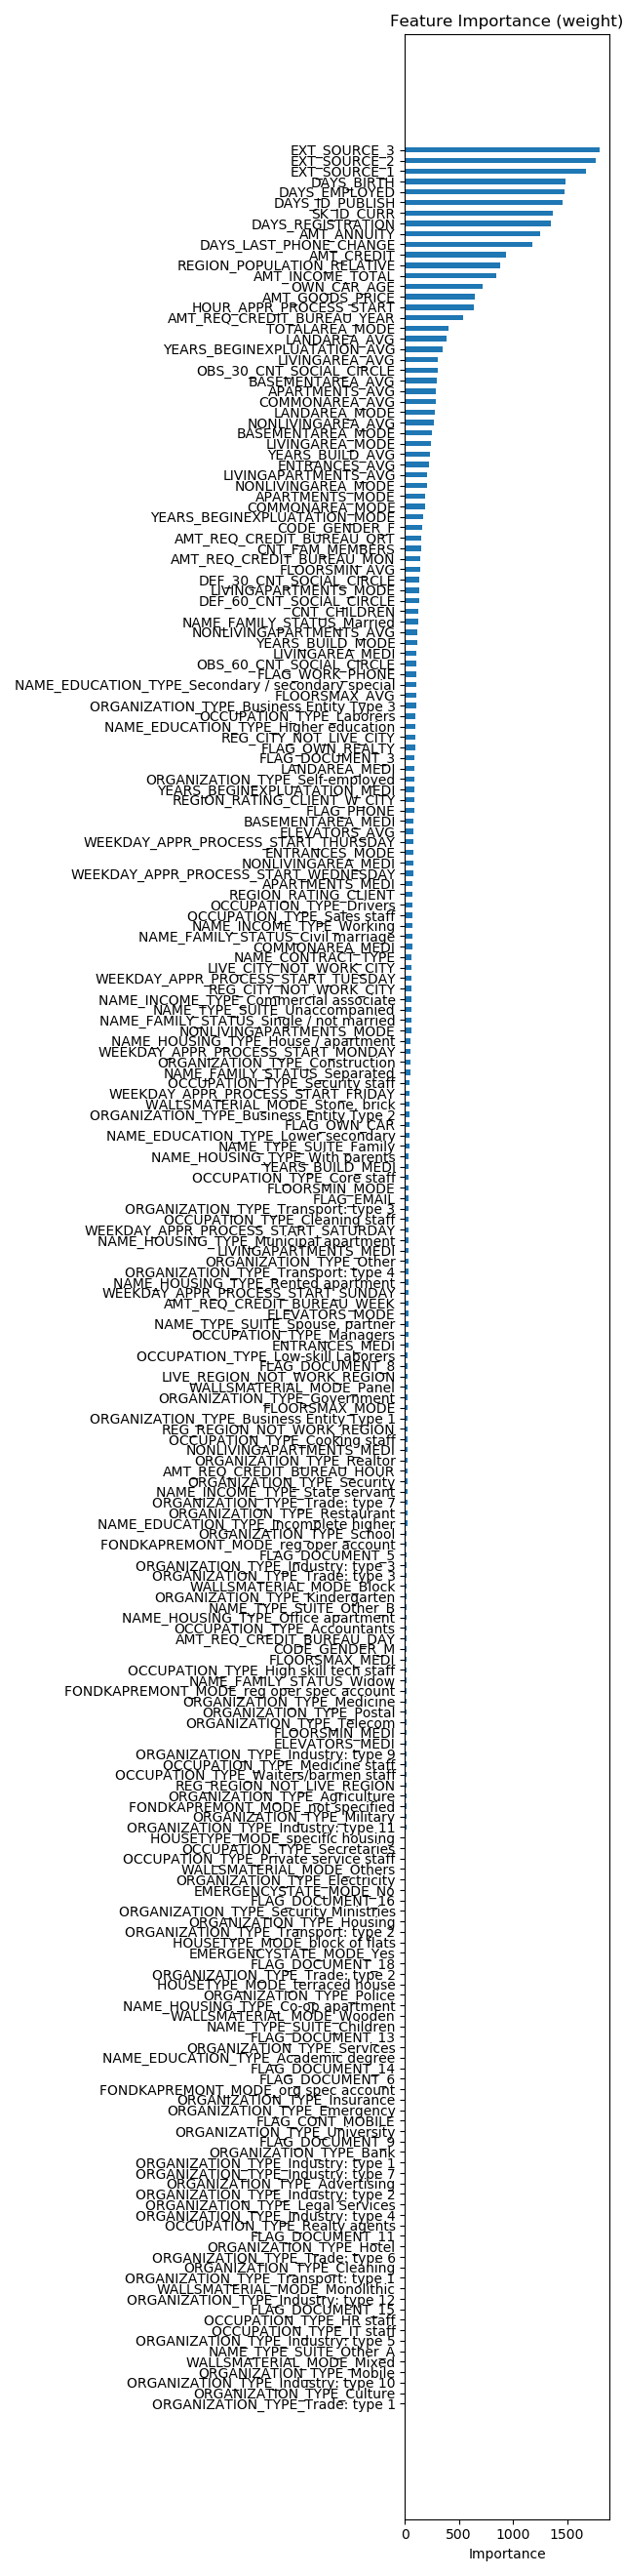 Feature Importance (weight)
EXT_SOURCE_3
EXT_SOURCE_2
EXT_SOURCE_1
DAYS_BIRTH
DAYS_EMPLOYED
DAYS_ID_PUBLISH
SK_ID_CURR
DAYS_REGISTRATION
AMT_ANNUITY
DAYS_LAST_PHONE_CHANGE
AMT_CREDIT
REGION_POPULATION_RELATIVE
AMT_INCOME_TOTAL
OWN_CAR_AGE
AMT_GOODS_PRICE
HOUR_APPR_PROCESS_START
AMT_REQ_CREDIT_BUREAU_YEAR
TOTALAREA_MODE
LANDAREA_AVG
YEARS_BEGINEXPLUATATION_AVG
LIVINGAREA_AVG
OBS_30_CNT_SOCIAL_CIRCLE
BASEMENTAREA_AVG
APARTMENTS_AVG
COMMONAREA_AVG
LANDAREA_MODE
NONLIVINGAREA_AVG
BASEMENTAREA_MODE
LIVINGAREA_MODE
YEARS_BUILD_AVG
ENTRANCES_AVG
LIVINGAPARTMENTS_AVG
NONLIVINGAREA_MODE
APARTMENTS_MODE
COMMONAREA_MODE
YEARS_BEGINEXPLUATATION_MODE
CODE_GENDER_F
AMT_REQ_CREDIT_BUREAU_QRT
CNT_FAM_MEMBERS
AMT_REQ_CREDIT_BUREAU_MON
FLOORSMIN_AVG
DEF_30_CNT_SOCIAL_CIRCLE
LIVINGAPARTMENTS_MODE
DEF_60_CNT_SOCIAL_CIRCLE
CNT_CHILDREN
NAME_FAMILY_STATUS_Married
NONLIVINGAPARTMENTS_AVG
YEARS_BUILD_MODE
LIVINGAREA_MEDI
OBS_60_CNT_SOCIAL_CIRCLE
FLAG_WORK_PHONE
NAME_EDUCATION_TYPE_Secondary / secondary special
FLOORSMAX_AVG
ORGANIZATION_TYPE_Business Entity Type 3
OCCUPATION_TYPE_Laborers
NAME_EDUCATION_TYPE_Higher education
REG_CITY_NOT_LIVE_CITY
FLAG_OWN_REALTY
FLAG_DOCUMENT_3
LANDAREA_MEDI
ORGANIZATION_TYPE_Self-employed
YEARS_BEGINEXPLUATATION_MEDI
REGION_RATING_CLIENT_W_CITY
FLAG_PHONE
BASEMENTAREA_MEDI
ELEVATORS_AVG
WEEKDAY_APPR_PROCESS_START_THURSDAY
ENTRANCES_MODE
NONLIVINGAREA_MEDI
WEEKDAY_APPR_PROCESS_START_WEDNESDAY
APARTMENTS_MEDI
REGION_RATING_CLIENT
OCCUPATION_TYPE_Drivers
OCCUPATION_TYPE_Sales staff
NAME_INCOME_TYPE_Working
NAME_FAMILY_STATUS_Civil marriage
COMMONAREA_MEDI
NAME_CONTRACT_TYPE
LIVE_CITY_NOT_WORK_CITY
WEEKDAY_APPR_PROCESS_START_TUESDAY
REG_CITY_NOT_WORK_CITY
NAME_INCOME_TYPE_Commercial associate
NAME_TYPE_SUITE_Unaccompanied
NAME_FAMILY_STATUS_Single / not married
NONLIVINGAPARTMENTS_MODE
NAME_HOUSING_TYPE_House / apartment
WEEKDAY_APPR_PROCESS_START_MONDAY
ORGANIZATION_TYPE_Construction
NAME_FAMILY_STATUS_Separated
OCCUPATION_TYPE_Security staff
WEEKDAY_APPR_PROCESS_START_FRIDAY
WALLSMATERIAL_MODE_Stone, brick
ORGANIZATION_TYPE_Business Entity Type 2
FLAG_OWN_CAR
NAME_EDUCATION_TYPE_Lower secondary
NAME_TYPE_SUITE_Family
NAME_HOUSING_TYPE_With parents
YEARS_BUILD_MEDI
OCCUPATION_TYPE_Core staff
FLOORSMIN_MODE
FLAG_EMAIL
ORGANIZATION_TYPE_Transport: type 3
OCCUPATION_TYPE_Cleaning staff
WEEKDAY_APPR_PROCESS_START_SATURDAY
NAME_HOUSING_TYPE_Municipal apartment
LIVINGAPARTMENTS_MEDI
ORGANIZATION_TYPE_Other
ORGANIZATION_TYPE_Transport: type 4
NAME_HOUSING_TYPE_Rented apartment
WEEKDAY_APPR_PROCESS_START_SUNDAY
AMT_REQ_CREDIT_BUREAU_WEEK
ELEVATORS_MODE
NAME_TYPE_SUITE_Spouse, partner
OCCUPATION_TYPE_Managers
ENTRANCES_MEDI
OCCUPATION_TYPE_Low-skill Laborers
FLAG_DOCUMENT_8
LIVE_REGION_NOT_WORK_REGION
WALLSMATERIAL_MODE_Panel
ORGANIZATION_TYPE_Government
FLOORSMAX_MODE
ORGANIZATION_TYPE_Business Entity Type 1
REG_REGION_NOT_WORK_REGION
OCCUPATION_TYPE_Cooking staff
NONLIVINGAPARTMENTS_MEDI
ORGANIZATION_TYPE_Realtor
AMT_REQ_CREDIT_BUREAU_HOUR
ORGANIZATION_TYPE_Security
NAME_INCOME_TYPE_State servant
ORGANIZATION_TYPE_Trade: type 7
ORGANIZATION_TYPE_Restaurant
NAME_EDUCATION_TYPE_Incomplete higher
ORGANIZATION_TYPE_School
FONDKAPREMONT_MODE_reg oper account
FLAG_DOCUMENT_5
ORGANIZATION_TYPE_Industry: type 3
ORGANIZATION_TYPE_Trade: type 3
WALLSMATERIAL_MODE_Block
ORGANIZATION_TYPE_Kindergarten
NAME_TYPE_SUITE_Other_B
NAME_HOUSING_TYPE_Office apartment
OCCUPATION_TYPE_Accountants
AMT_REQ_CREDIT_BUREAU_DAY
CODE_GENDER_M
FLOORSMAX_MEDI
OCCUPATION_TYPE_High skill tech staff
NAME_FAMILY_STATUS_Widow
FONDKAPREMONT_MODE_reg oper spec account
ORGANIZATION_TYPE_Medicine
ORGANIZATION_TYPE_Postal
ORGANIZATION_TYPE_Telecom
FLOORSMIN_MEDI
ELEVATORS_MEDI
ORGANIZATION_TYPE_Industry: type 9
OCCUPATION_TYPE_Medicine staff
OCCUPATION_TYPE_Waiters/barmen staff
REG_REGION_NOT_LIVE_REGION
ORGANIZATION_TYPE_Agriculture
FONDKAPREMONT_MODE_not specified
ORGANIZATION_TYPE_Military
ORGANIZATION_TYPE_Industry: type 11
HOUSETYPE_MODE_specific housing
OCCUPATION_TYPE_Secretaries
OCCUPATION_TYPE_Private service staff
WALLSMATERIAL_MODE_Others
ORGANIZATION_TYPE_Electricity
EMERGENCYSTATE_MODE_No
FLAG_DOCUMENT_16
ORGANIZATION_TYPE_Security Ministries
ORGANIZATION_TYPE_Housing
ORGANIZATION_TYPE_Transport: type 2
HOUSETYPE_MODE_block of flats
EMERGENCYSTATE_MODE_Yes
FLAG_DOCUMENT_18
ORGANIZATION_TYPE_Trade: type 2
HOUSETYPE_MODE_terraced house
ORGANIZATION_TYPE_Police
NAME_HOUSING_TYPE_Co-op apartment
WALLSMATERIAL_MODE_Wooden
NAME_TYPE_SUITE_Children
FLAG_DOCUMENT_13
ORGANIZATION_TYPE_Services
NAME_EDUCATION_TYPE_Academic degree
FLAG_DOCUMENT_14
FLAG_DOCUMENT_6
FONDKAPREMONT_MODE_org spec account
ORGANIZATION_TYPE_Insurance
ORGANIZATION_TYPE_Emergency
FLAG_CONT_MOBILE
ORGANIZATION_TYPE_University
FLAG_DOCUMENT_9
ORGANIZATION_TYPE_Bank
ORGANIZATION_TYPE_Industry: type 1
ORGANIZATION_TYPE_Industry: type 7
ORGANIZATION_TYPE_Advertising
ORGANIZATION_TYPE_Industry: type 2
ORGANIZATION_TYPE_Legal Services
ORGANIZATION_TYPE_Industry: type 4
OCCUPATION_TYPE_Realty agents
FLAG_DOCUMENT_11
ORGANIZATION_TYPE_Hotel
ORGANIZATION_TYPE_Trade: type 6
ORGANIZATION_TYPE_Cleaning
ORGANIZATION_TYPE_Transport: type 1
WALLSMATERIAL_MODE_Monolithic
ORGANIZATION_TYPE_Industry: type 12
FLAG_DOCUMENT_15
OCCUPATION_TYPE_HR staff
OCCUPATION_TYPE_IT staff
ORGANIZATION_TYPE_Industry: type 5
NAME_TYPE_SUITE_Other_A
WALLSMATERIAL_MODE_Mixed
ORGANIZATION_TYPE_Mobile
ORGANIZATION_TYPE_Industry: type 10
ORGANIZATION_TYPE_Culture
ORGANIZATION_TYPE_Trade: type 1
0 500 1000 1500
Importance